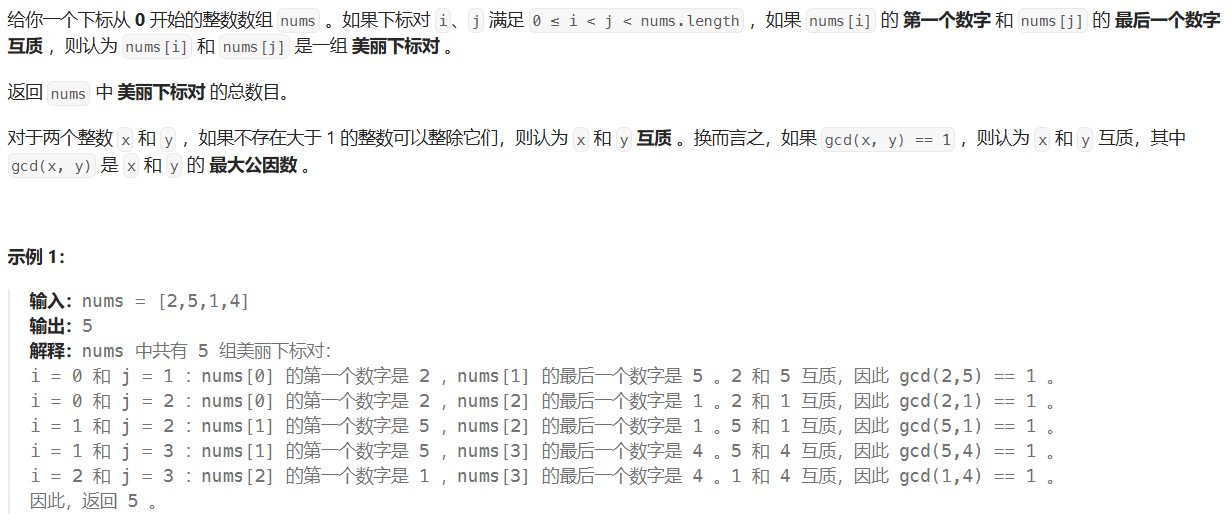 给你一个下标从 0 开始的整数数组 nums 。如果下标对 i、j 满足 0 ≤ i < j < nums.length ，如果 nums[i] 的 第一个数字 和 nums[j] 的 最后一个数字
互质 ，则认为 nums[i] 和 nums[j] 是一组 美丽下标对 。
返回 nums 中 美丽下标对 的总数目。
对于两个整数 x 和 y ，如果不存在大于 1 的整数可以整除它们，则认为 x 和 y 互质 。换而言之，如果 gcd(x, y) == 1 ，则认为 x 和 y 互质，其中
gcd(x, y) 是 x 和 y 的 最大公因数 。
示例 1：
输入：nums = [2,5,1,4]
输出：5
解释：nums 中共有 5 组美丽下标对：
i = 0 和 j = 1 ：nums[0] 的第一个数字是 2 ，nums[1] 的最后一个数字是 5 。2 和 5 互质，因此 gcd(2,5) == 1 。
i = 0 和 j = 2 ：nums[0] 的第一个数字是 2 ，nums[2] 的最后一个数字是 1 。2 和 1 互质，因此 gcd(2,1) == 1 。
i = 1 和 j = 2 ：nums[1] 的第一个数字是 5 ，nums[2] 的最后一个数字是 1 。5 和 1 互质，因此 gcd(5,1) == 1 。
i = 1 和 j = 3 ：nums[1] 的第一个数字是 5 ，nums[3] 的最后一个数字是 4 。5 和 4 互质，因此 gcd(5,4) == 1 。
i = 2 和 j = 3 ：nums[2] 的第一个数字是 1 ，nums[3] 的最后一个数字是 4 。1 和 4 互质，因此 gcd(1,4) == 1 。
因此，返回 5 。